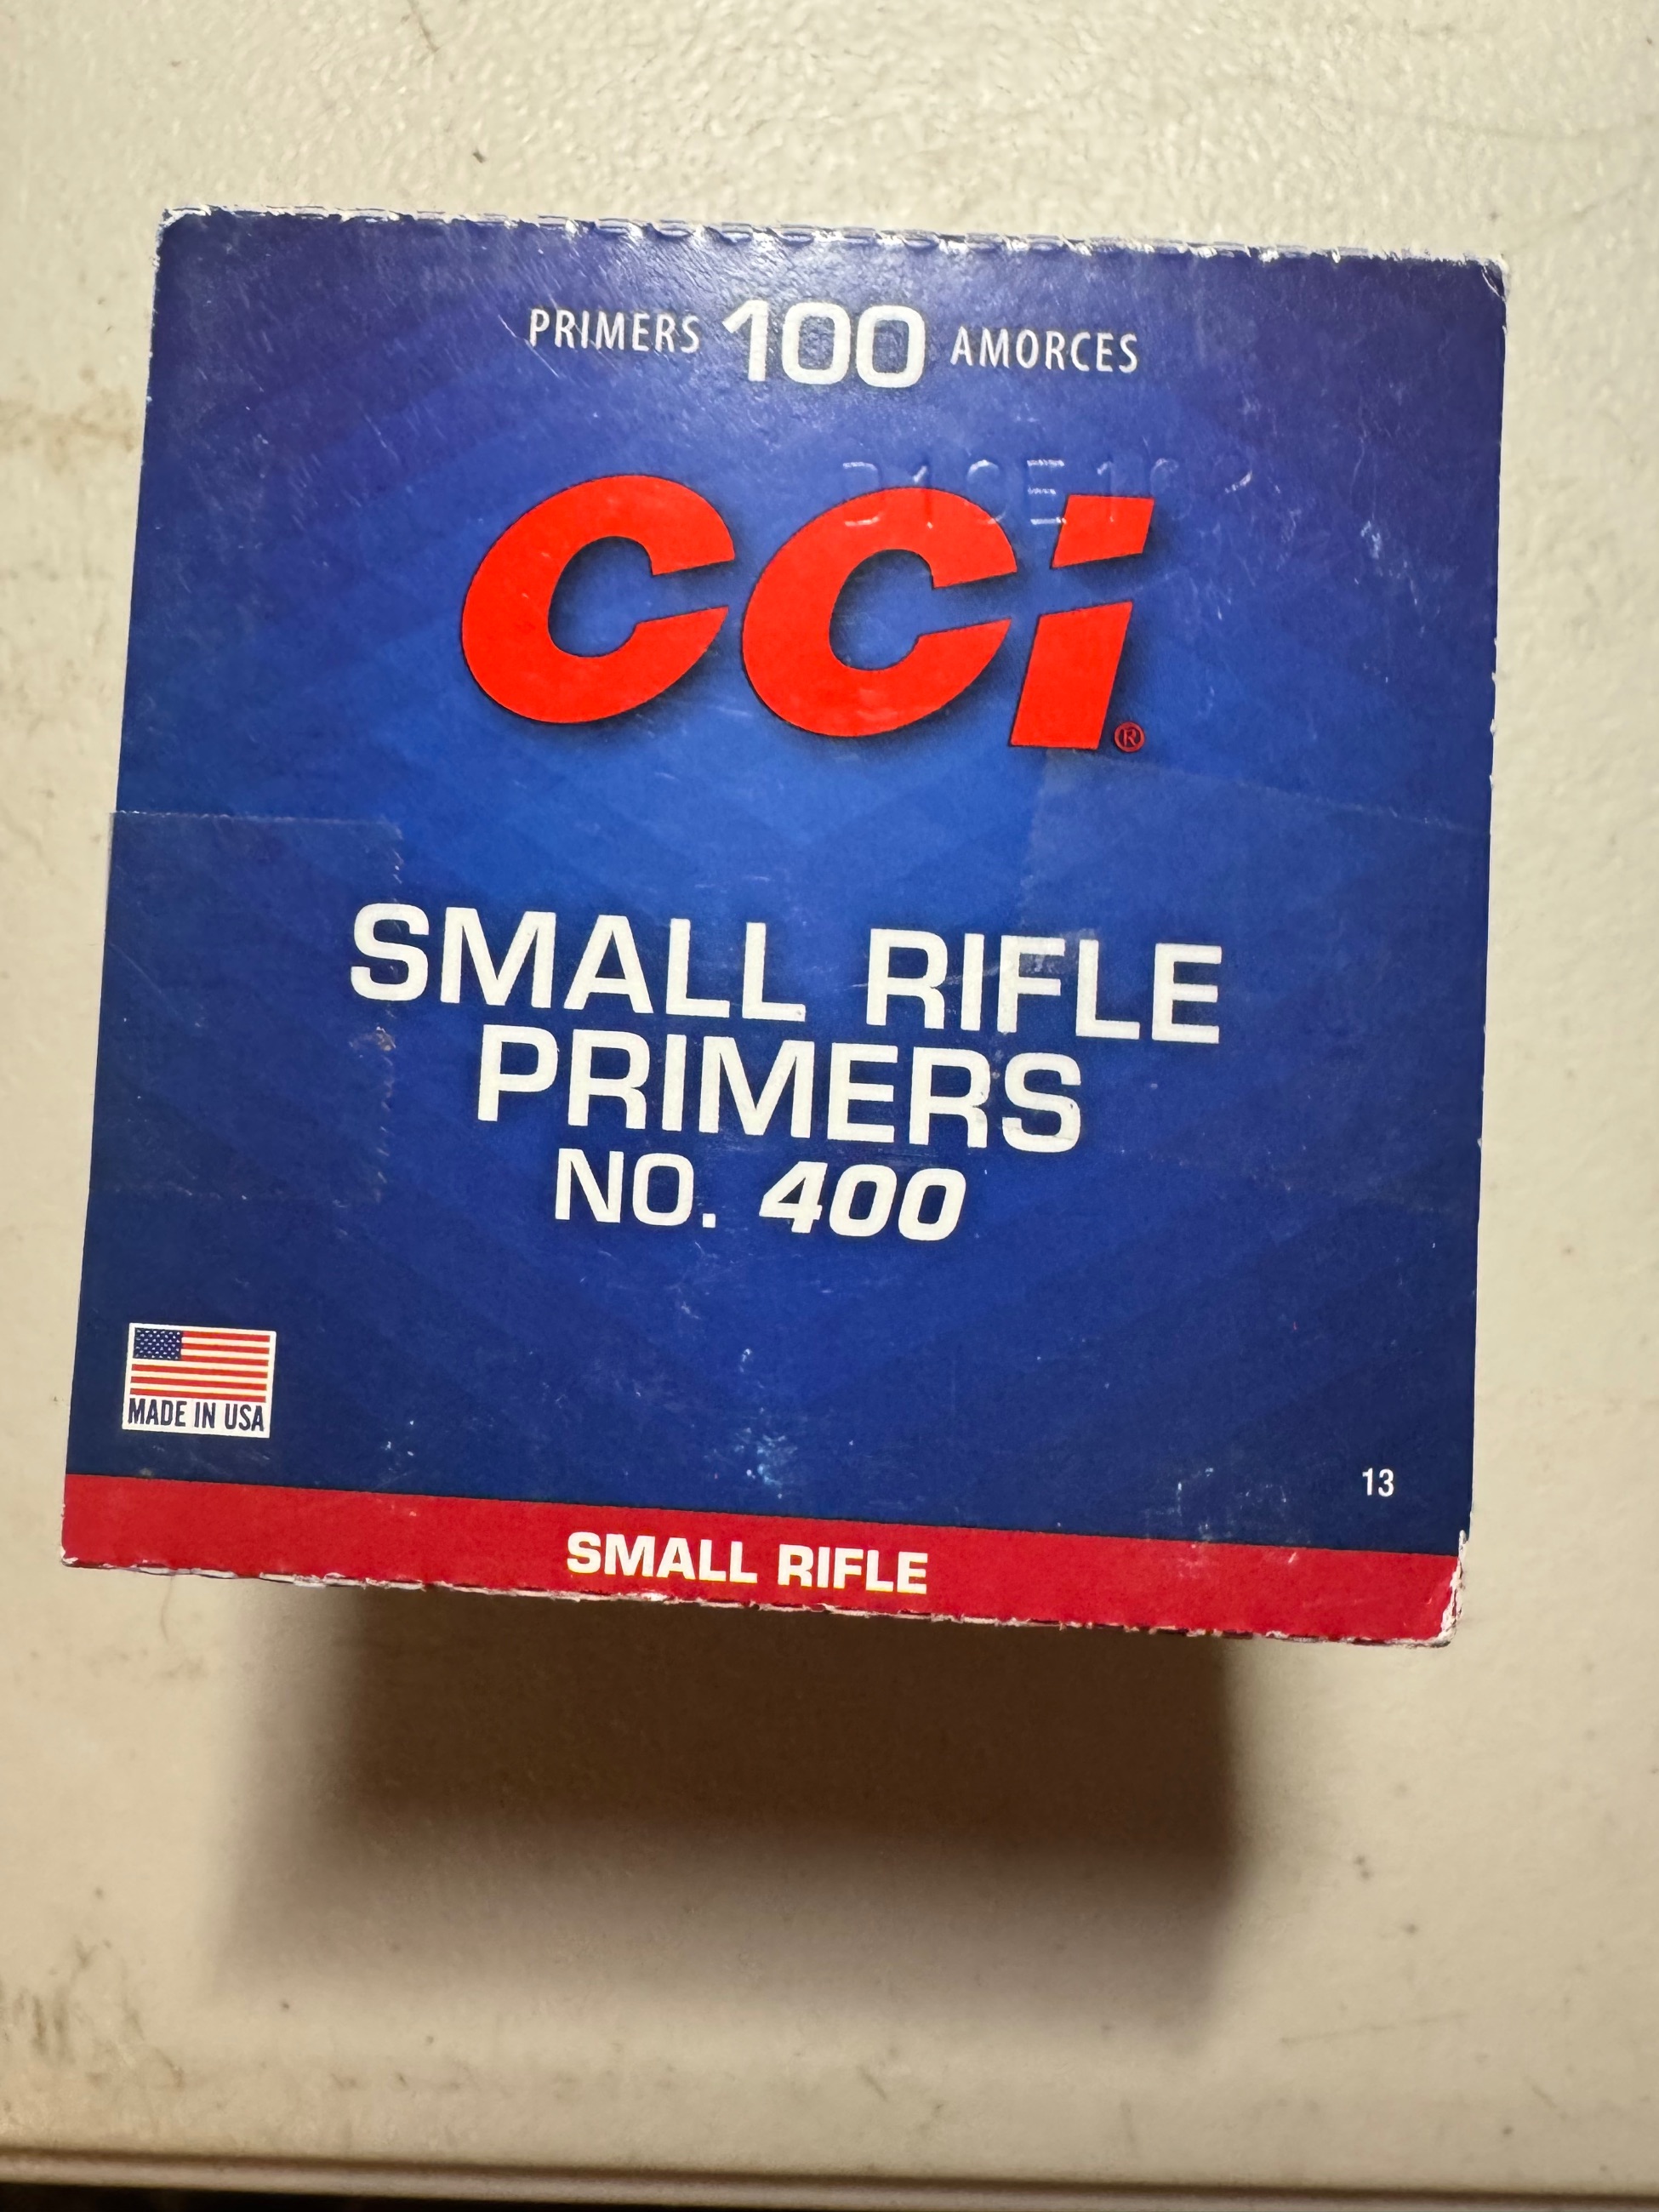 PRIMERS 100 AMORCES
CCI®
SMALL RIFLE
PRIMERS
NO. 400
MADE IN USA
13
SMALL RIFLE